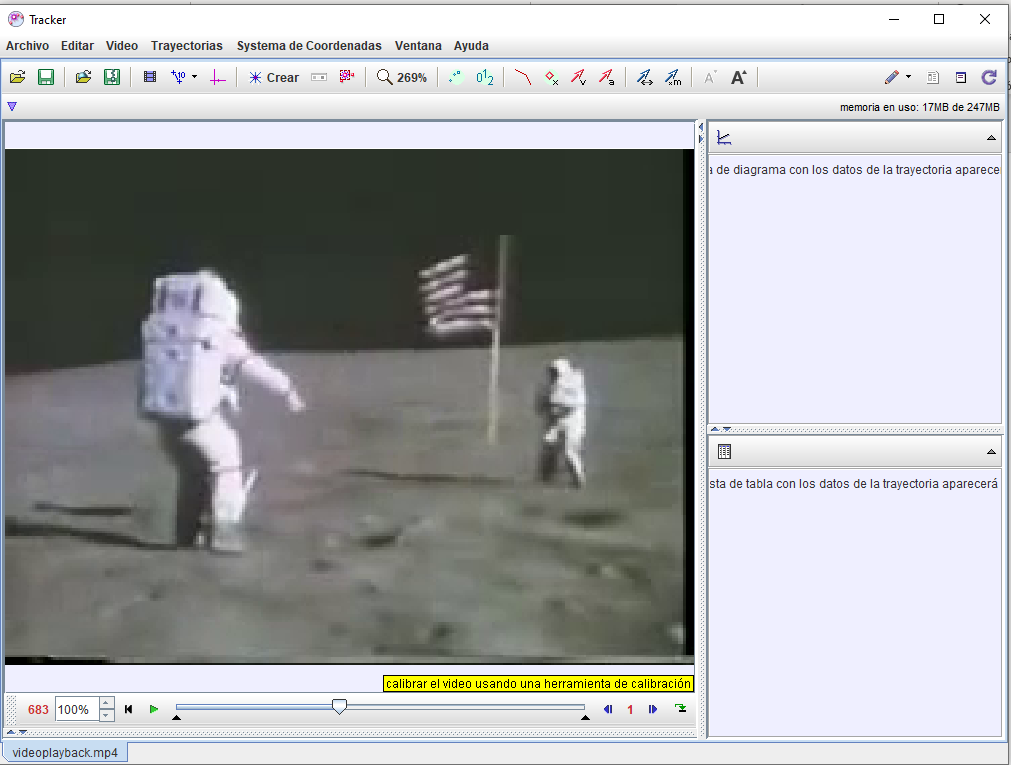 Tracker
Archivo Editar Video Trayectorias Systema de Coordenadas Ventana Ayuda
Crear 269%
memoria en uso: 17MB de 247MB
a de diagrama con los datos de la trayectoria aparece
sta de tabla con los datos de la trayectoria aparecerá
calibrar el video usando una herramienta de calibración
683 100% 1
videoplayback.mp4